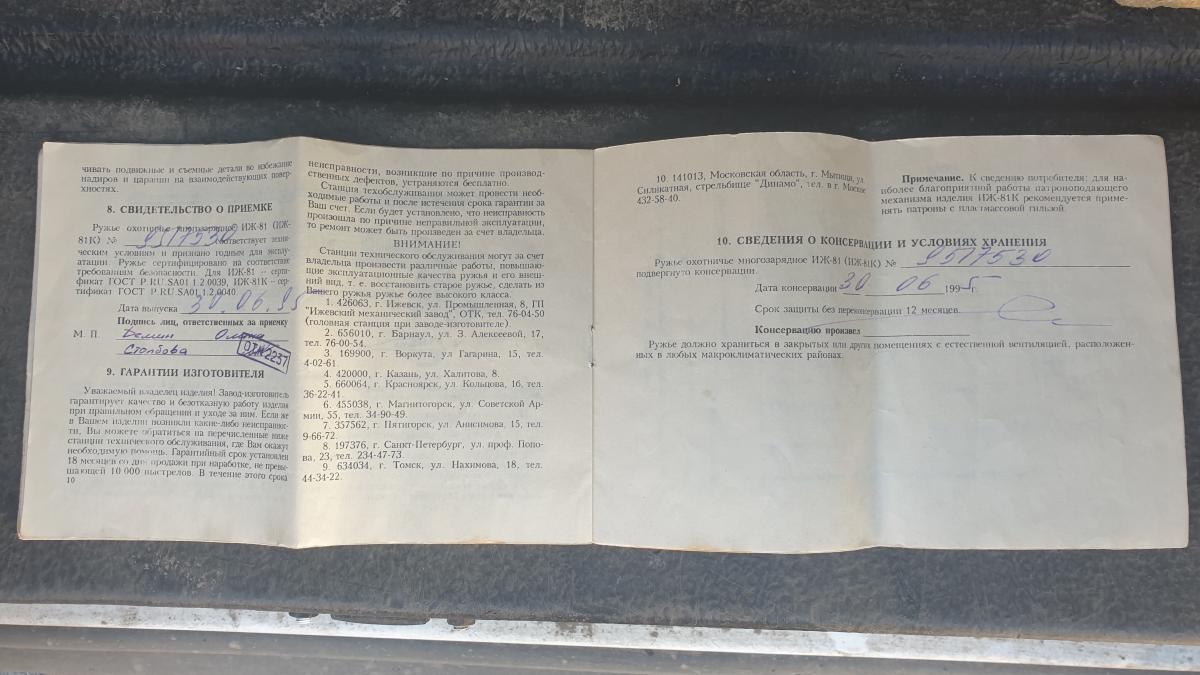 чивать подвижные и съемные детали во избежание
надиров и царапин на взаимодействующих повер-
хностях.
8. СВИДЕТЕЛЬСТВО О ПРИЕМКЕ
Ружье охотничье многозарядное ИЖ-81 (ИЖ-
81К) № 9517530 соответствует техни-
ческим условиям и признано годным для эксплу-
атации. Ружье сертифицировано на соответствие
требованиям безопасности. Для ИЖ-81 – серти-
фикат ГОСТ Р.RU.SA01.1.2.0039, ИЖ-81К – сер-
тификат ГОСТ Р.RU.SA01.1.2.0040
Дата выпуска 30.06.95
Подпись лиц, ответственных за приемку
М. П. Демин
Столбова ОТК 2257
9. ГАРАНТИИ ИЗГОТОВИТЕЛЯ
Уважаемый владелец изделия! Завод-изготовитель
гарантирует качество и безотказную работу изделия
при правильном обращении и уходе за ним. Если же
в Вашем изделии возникли какие-либо неисправнос-
ти, Вы можете обратиться на перечисленные ниже
станции технического обслуживания, где Вам окажут
необходимую помощь. Гарантийный срок установлен
18 месяцев со дня продажи при наработке, не превы-
шающей 10 000 выстрелов. В течение этого срока
10
неисправности, возникшие по причине производ-
ственных дефектов, устраняются бесплатно.
Станция техобслуживания может провести необ-
ходимые работы и после истечения срока гарантии за
Ваш счет. Если будет установлено, что неисправность
произошла по причине неправильной эксплуатации,
то ремонт может быть произведен за счет владельца.
ВНИМАНИЕ!
Станции технического обслуживания могут за счет
владельца произвести различные работы, повышаю-
щие эксплуатационные качества ружья и его внеш-
ний вид, т. е. восстановить старое ружье, сделать из
Вашего ружья ружье более высокого класса.
1. 426063, г. Ижевск, ул. Промышленная, 8, ГП
"Ижевский механический завод", ОТК, тел. 76-04-50
(головная станция при заводе-изготовителе).
2. 656010, г. Барнаул, ул. З. Алексеевой, 17,
тел. 76-00-54.
3. 169900, г. Воркута, ул Гагарина, 15, тел.
4-02-61
4. 420000, г. Казань, ул. Халитова, 8.
5. 660064, г. Красноярск, ул. Кольцова, 16, тел.
36-22-41.
6. 455038, г. Магнитогорск, ул. Советской Ар-
мии, 55, тел. 34-90-49.
7. 357562, г. Пятигорск, ул. Анисимова, 15, тел.
9-66-72.
8. 197376, г. Санкт-Петербург, ул. проф. Попо-
ва, 23, тел. 234-47-73.
9. 634034, г. Томск, ул. Нахимова, 18, тел.
44-34-22.
10. 141013, Московская область, г. Мытищи, ул.
Силикатная, стрельбище "Динамо", тел. в г. Москве
432-58-40.
Примечание. К сведению потребителя: для на-
иболее благоприятной работы патроноподающего
механизма изделия ИЖ-81К рекомендуется приме-
нять патроны с пластмассовой гильзой.
10. СВЕДЕНИЯ О КОНСЕРВАЦИИ И УСЛОВИЯХ ХРАНЕНИЯ
Ружье охотничье многозарядное ИЖ-81 (ИЖ-81К) № 9517530
подвергнуто консервации.
Дата консервации 30 06 1995 г.
Срок защиты без переконсервации 12 месяцев.
Консервацию произвел
Ружье должно храниться в закрытых или других помещениях с естественной вентиляцией, расположен-
ных в любых макроклиматических районах.